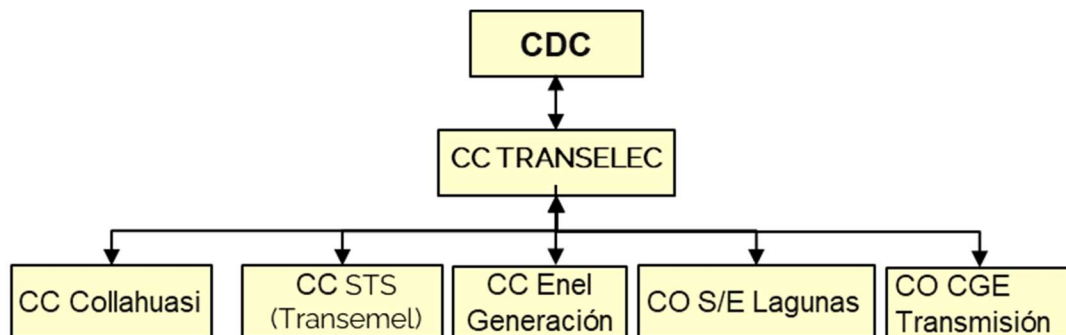 CDC
CC TRANSELEC
CC Collahuasi
CC STS
(Transemel)
CC Enel
Generación
CO S/E Lagunas
CO CGE
Transmisión